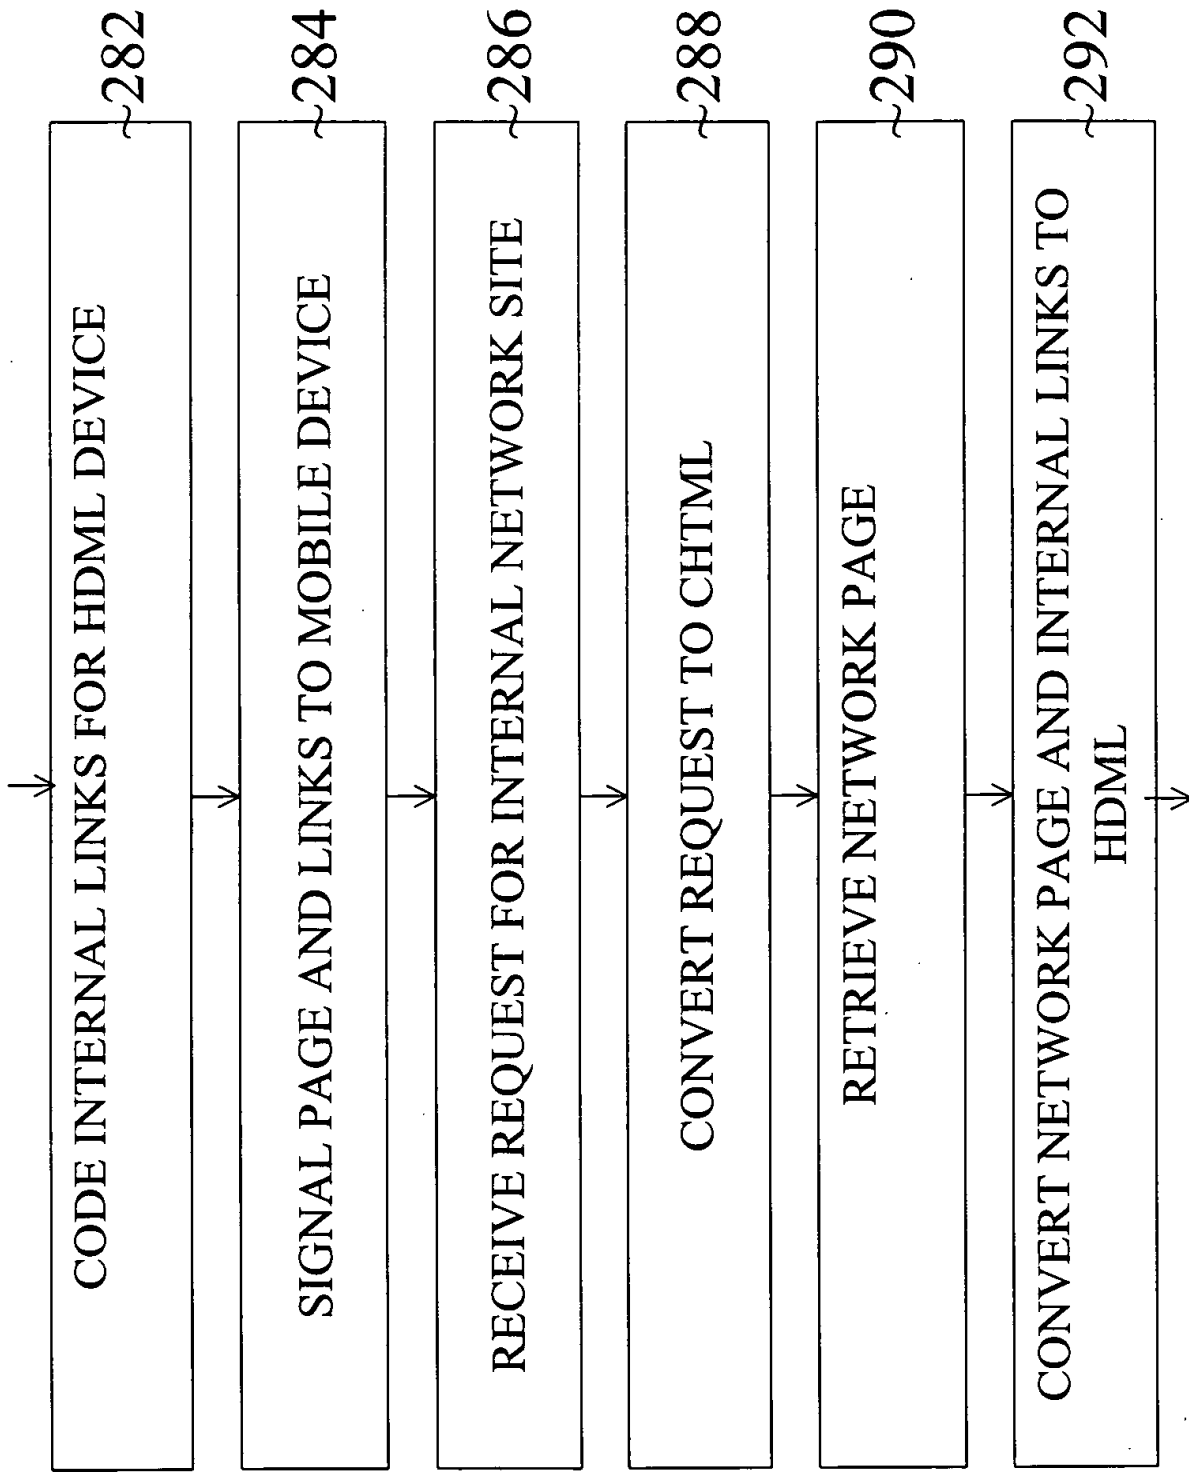 CODE INTERNAL LINKS FOR HDML DEVICE
~282
SIGNAL PAGE AND LINKS TO MOBILE DEVICE
~284
RECEIVE REQUEST FOR INTERNAL NETWORK SITE
~286
CONVERT REQUEST TO CHTML
~288
RETRIEVE NETWORK PAGE
~290
CONVERT NETWORK PAGE AND INTERNAL LINKS TO
HDML
~292